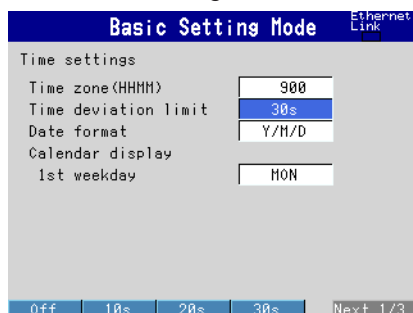 Basic Setting Mode
Ethernet
Link
Time settings
Time zone(HHMM) 900
Time deviation limit 30s
Date format Y/M/D
Calendar display
1st weekday MON
Off 10s 20s 30s Next 1/3